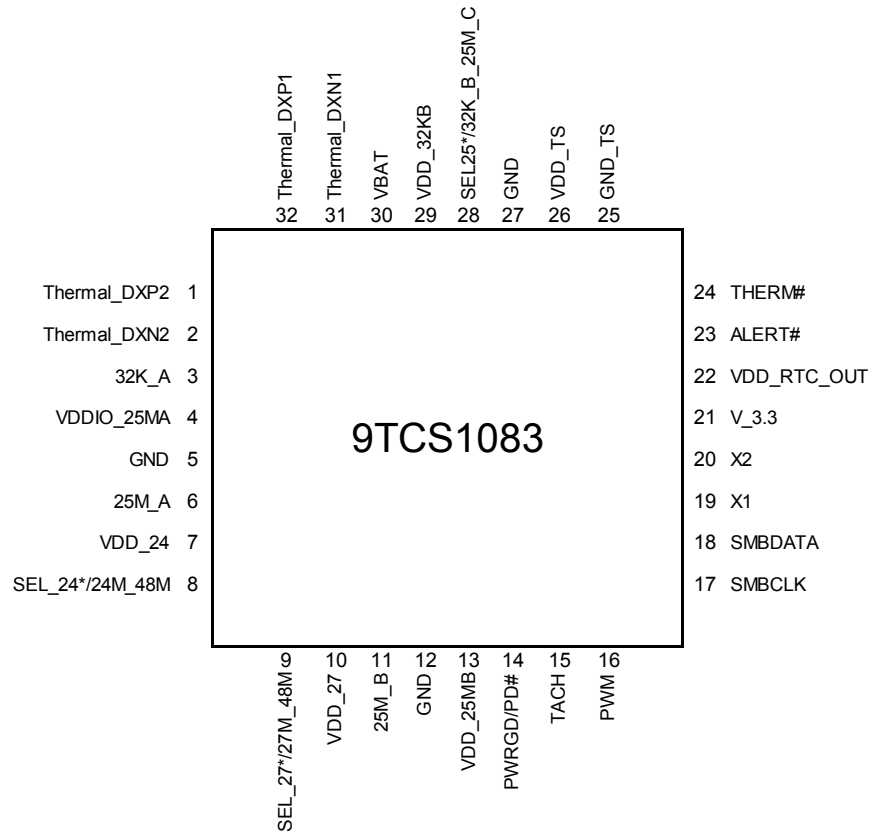 Thermal_DXP1
Thermal_DXN1
VBAT
VDD_32KB
SEL25*/32K_B_25M_C
GND
VDD_TS
GND_TS
32 31 30 29 28 27 26 25
Thermal_DXP2 1
Thermal_DXN2 2
32K_A 3
VDDIO_25MA 4
GND 5
25M_A 6
VDD_24 7
SEL_24*/24M_48M 8
9TCS1083
24 THERM#
23 ALERT#
22 VDD_RTC_OUT
21 V_3.3
20 X2
19 X1
18 SMBDATA
17 SMBCLK
9 10 11 12 13 14 15 16
SEL_27*/27M_48M
VDD_27
25M_B
GND
VDD_25MB
PWRGD/PD#
TACH
PWM